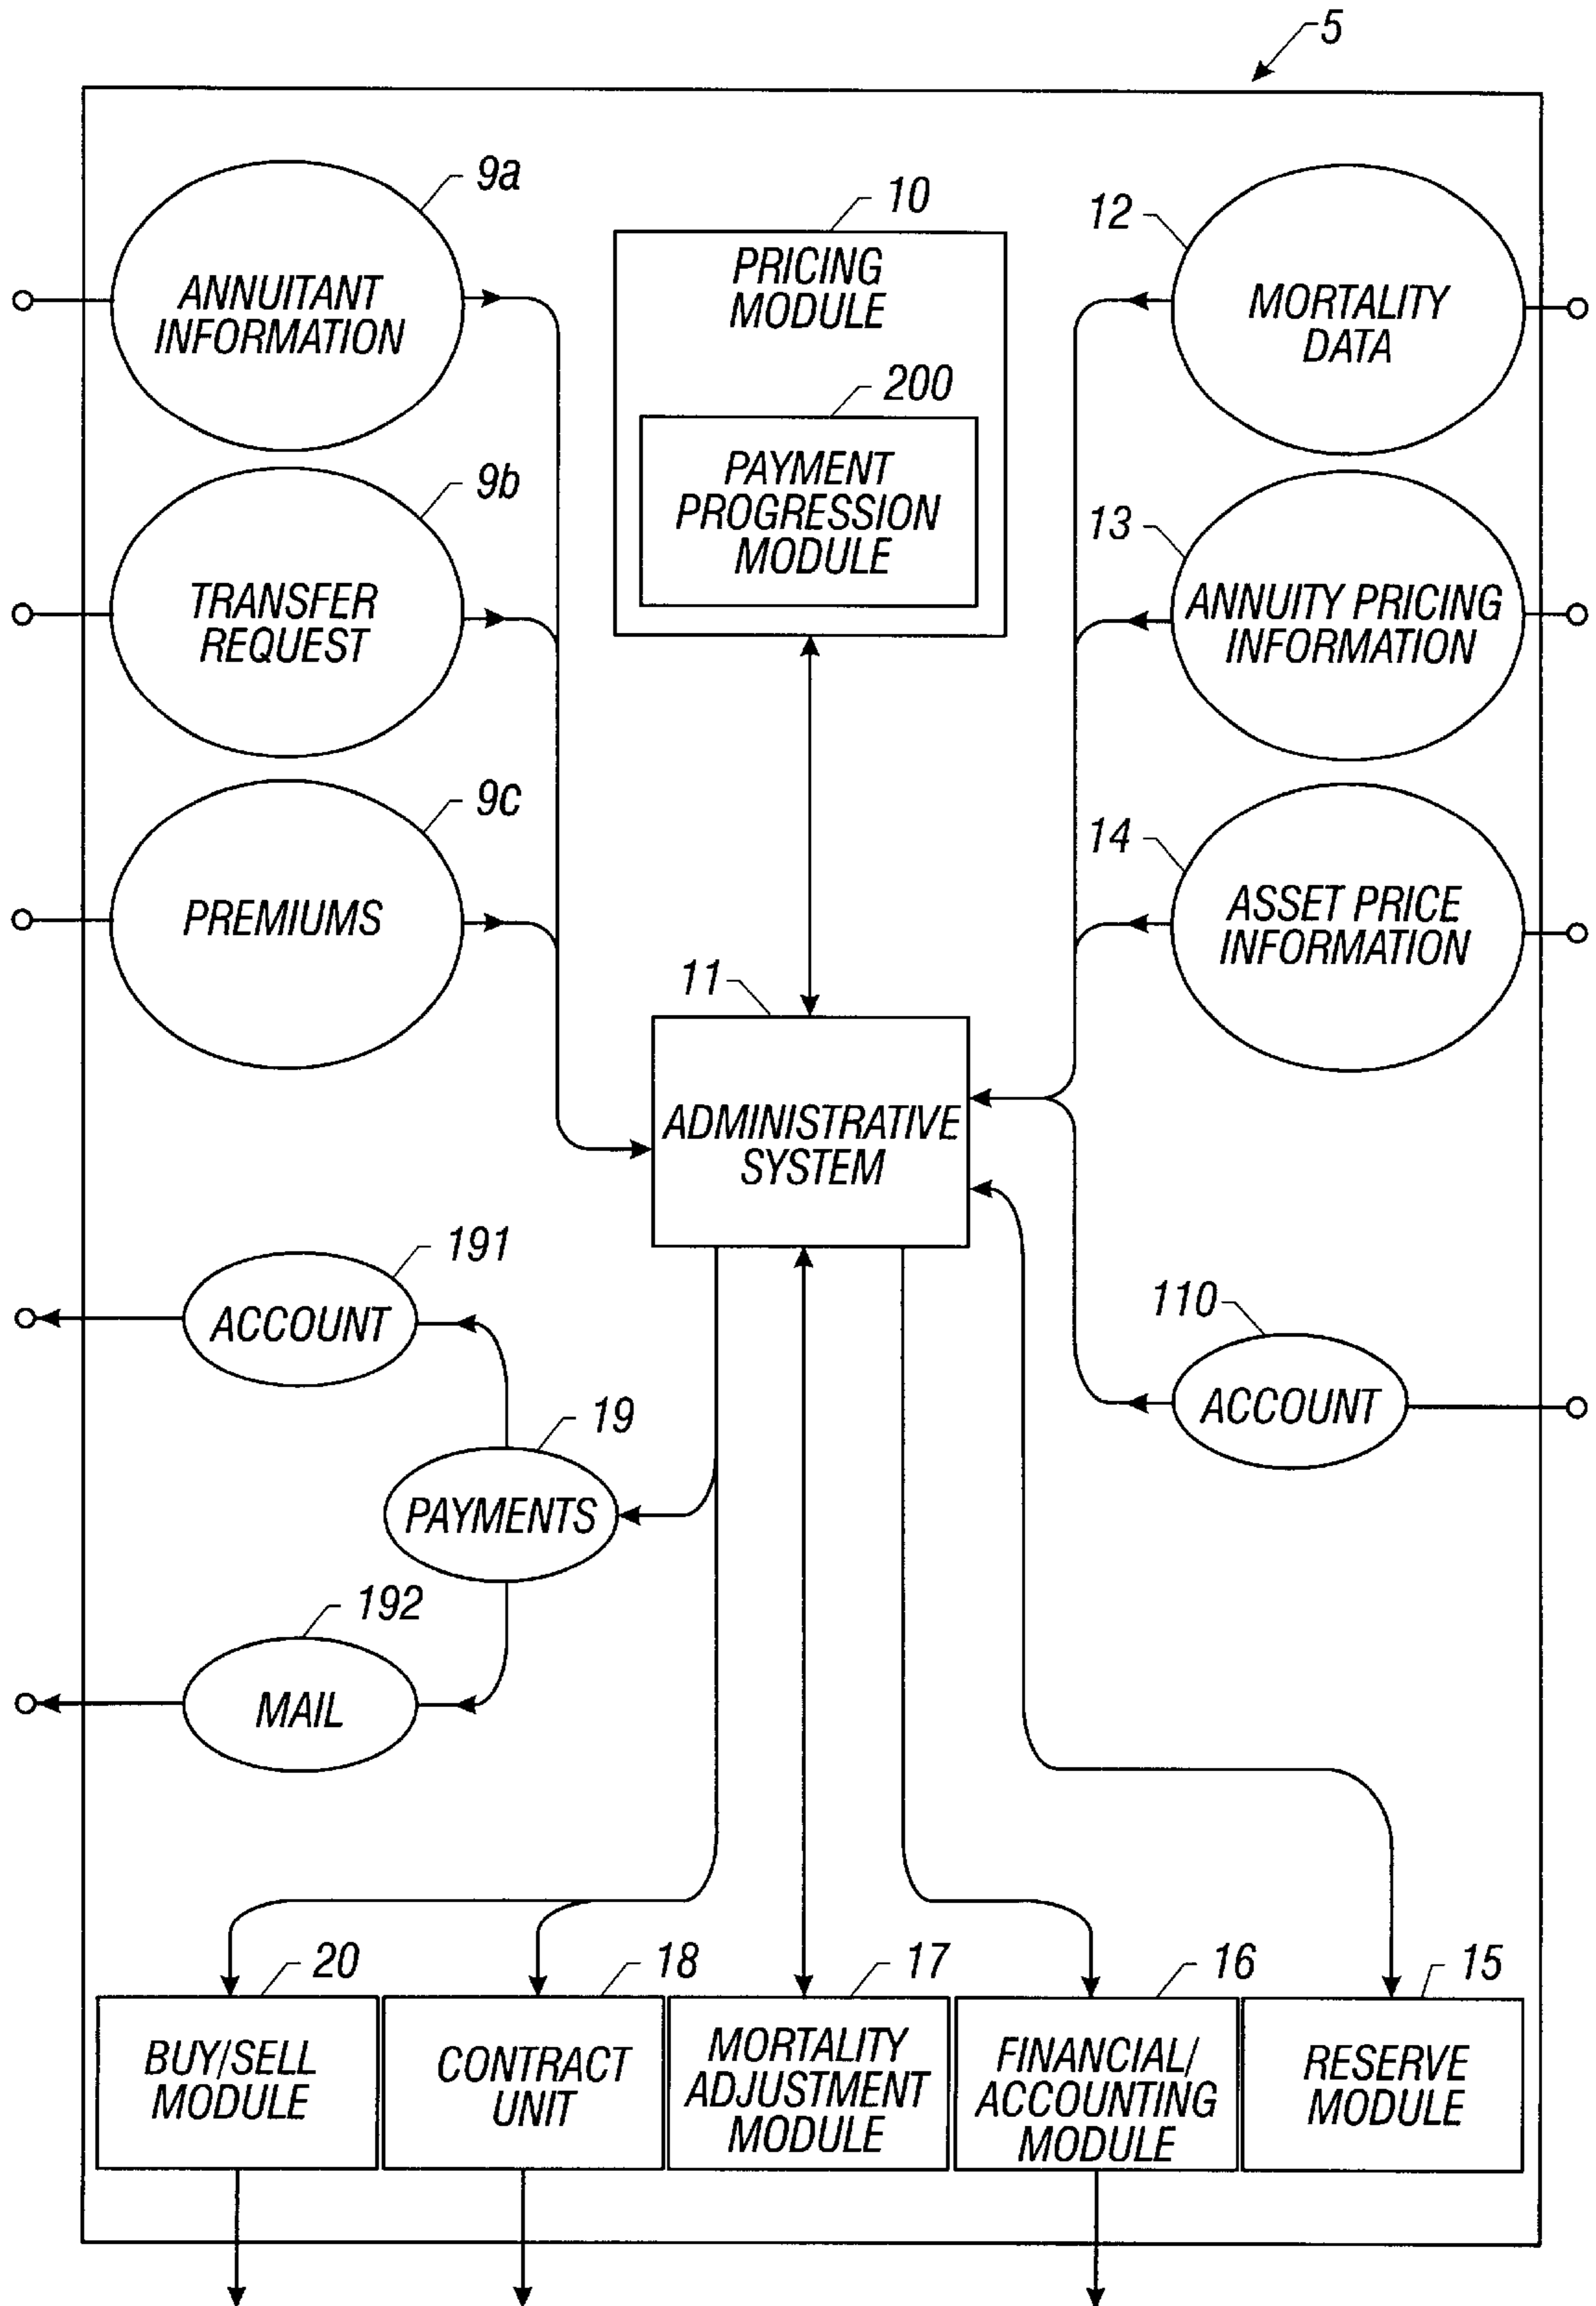 5
9a
ANNUITANT
INFORMATION
10
PRICING
MODULE
200
PAYMENT
PROGRESSION
MODULE
12
MORTALITY
DATA
9b
TRANSFER
REQUEST
13
ANNUITY PRICING
INFORMATION
9c
PREMIUMS
14
ASSET PRICE
INFORMATION
11
ADMINISTRATIVE
SYSTEM
191
ACCOUNT
110
ACCOUNT
19
PAYMENTS
192
MAIL
20
BUY/SELL
MODULE
18
CONTRACT
UNIT
17
MORTALITY
ADJUSTMENT
MODULE
16
FINANCIAL/
ACCOUNTING
MODULE
15
RESERVE
MODULE